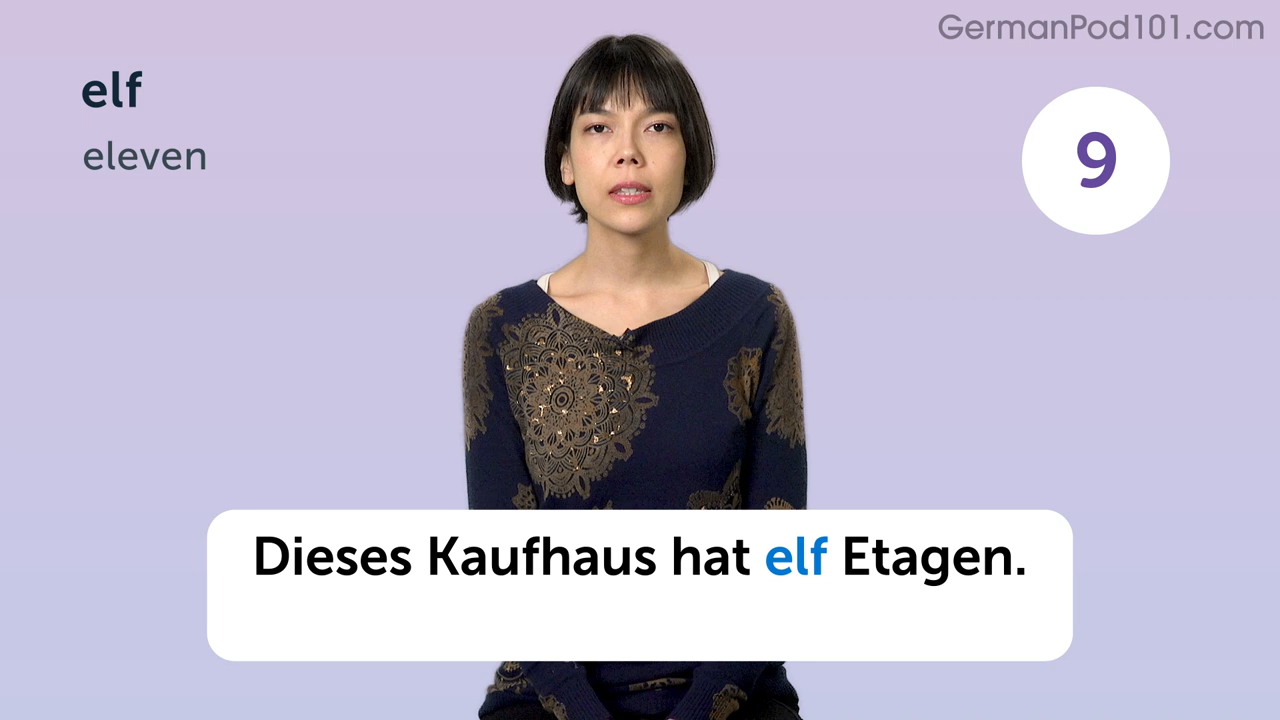 GermanPod101.com
elf
eleven
9
Dieses Kaufhaus hat elf Etagen.